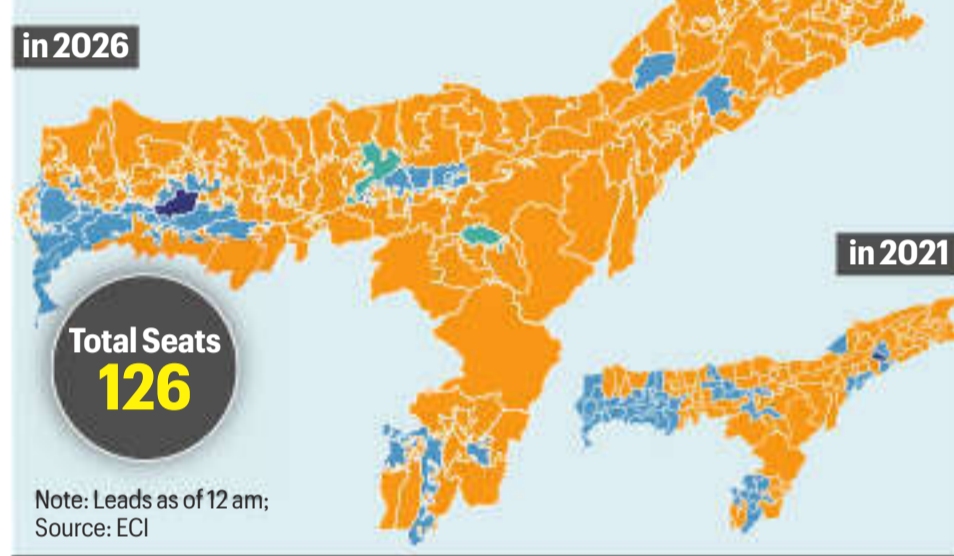 in 2026
in 2021
Total Seats
126
Note: Leads as of 12 am;
Source: ECI